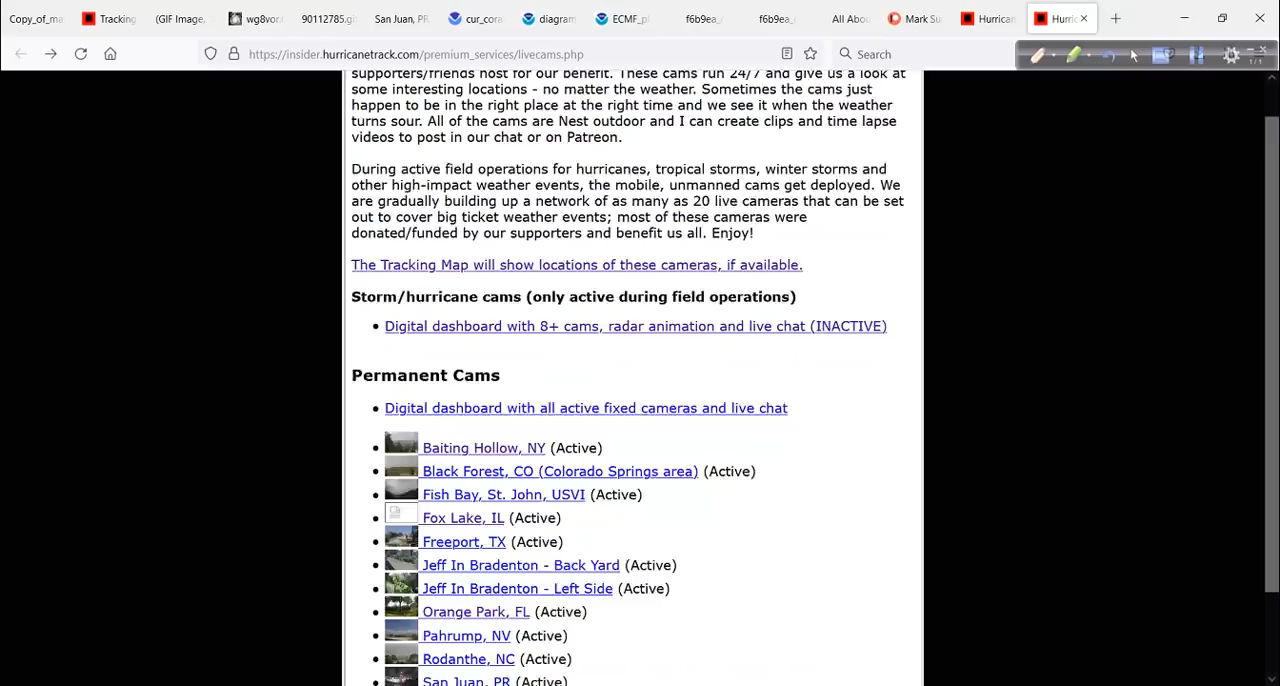 Copy_of_ma
Tracking
(GIF Image,
wg8vor
90112785.gi
San Juan, PR
cur_cora
diagram
ECMF_pl
f6b9ea_
f6b9ea_
All Abou
Mark Su
Hurrican
Hurric
https://insider.hurricanetrack.com/premium_services/livecams.php
Search
1/1
supporters/friends host for our benefit. These cams run 24/7 and give us a look at
some interesting locations - no matter the weather. Sometimes the cams just
happen to be in the right place at the right time and we see it when the weather
turns sour. All of the cams are Nest outdoor and I can create clips and time lapse
videos to post in our chat or on Patreon.
During active field operations for hurricanes, tropical storms, winter storms and
other high-impact weather events, the mobile, unmanned cams get deployed. We
are gradually building up a network of as many as 20 live cameras that can be set
out to cover big ticket weather events; most of these cameras were
donated/funded by our supporters and benefit us all. Enjoy!
The Tracking Map will show locations of these cameras, if available.
Storm/hurricane cams (only active during field operations)
Digital dashboard with 8+ cams, radar animation and live chat (INACTIVE)
Permanent Cams
Digital dashboard with all active fixed cameras and live chat
Baiting Hollow, NY (Active)
Black Forest, CO (Colorado Springs area) (Active)
Fish Bay, St. John, USVI (Active)
Fox Lake, IL (Active)
Freeport, TX (Active)
Jeff In Bradenton - Back Yard (Active)
Jeff In Bradenton - Left Side (Active)
Orange Park, FL (Active)
Pahrump, NV (Active)
Rodanthe, NC (Active)
San Juan, PR (Active)